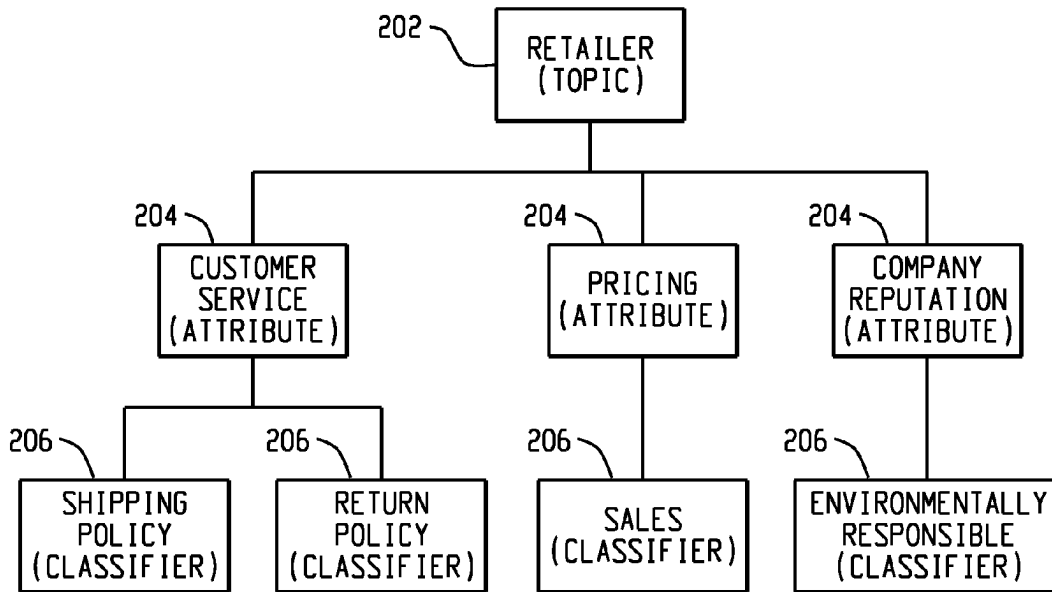 202
RETAILER
(TOPIC)
204
CUSTOMER
SERVICE
(ATTRIBUTE)
204
PRICING
(ATTRIBUTE)
204
COMPANY
REPUTATION
(ATTRIBUTE)
206
SHIPPING
POLICY
(CLASSIFIER)
206
RETURN
POLICY
(CLASSIFIER)
206
SALES
(CLASSIFIER)
206
ENVIRONMENTALLY
RESPONSIBLE
(CLASSIFIER)